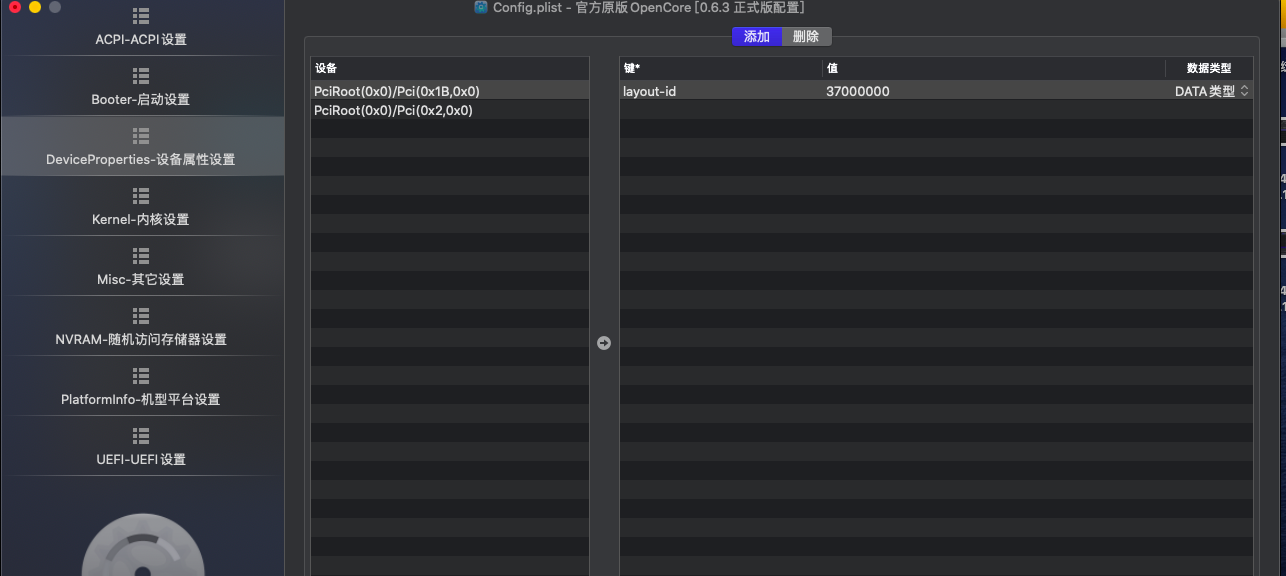 Config.plist - 官方原版 OpenCore [0.6.3 正式版配置]
ACPI-ACPI 设置
Booter-启动设置
DeviceProperties-设备属性设置
Kernel-内核设置
Misc-其它设置
NVRAM-随机访问存储器设置
PlatformInfo-机型平台设置
UEFI-UEFI 设置
添加 删除
设备
PciRoot(0x0)/Pci(0x1B,0x0)
PciRoot(0x0)/Pci(0x2,0x0)
键* 值 数据类型
layout-id 37000000 DATA 类型